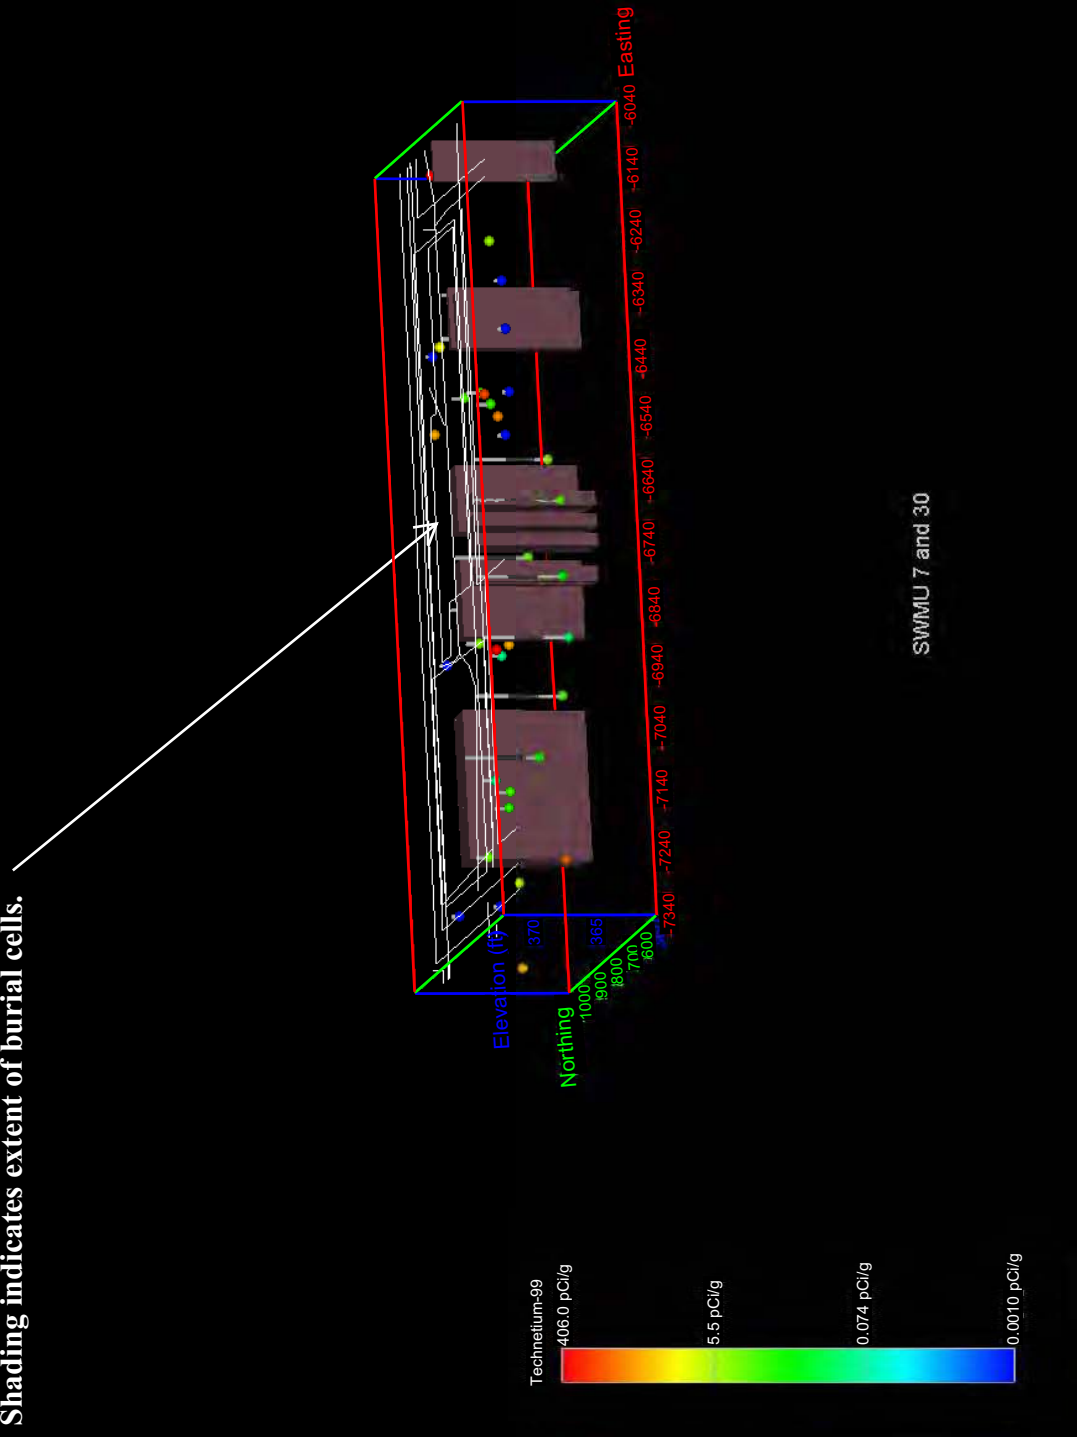 Shading indicates extent of burial cells.
Easting
-6040
-6140
-6240
-6340
-6440
-6540
-6640
-6740
-6840
-6940
-7040
-7140
-7240
-7340
Elevation (ft)
370
365
Northing
1000
900
800
700
600
SWMU 7 and 30
Technetium-99
406.0 pCi/g
5.5 pCi/g
0.074 pCi/g
0.0010 pCi/g